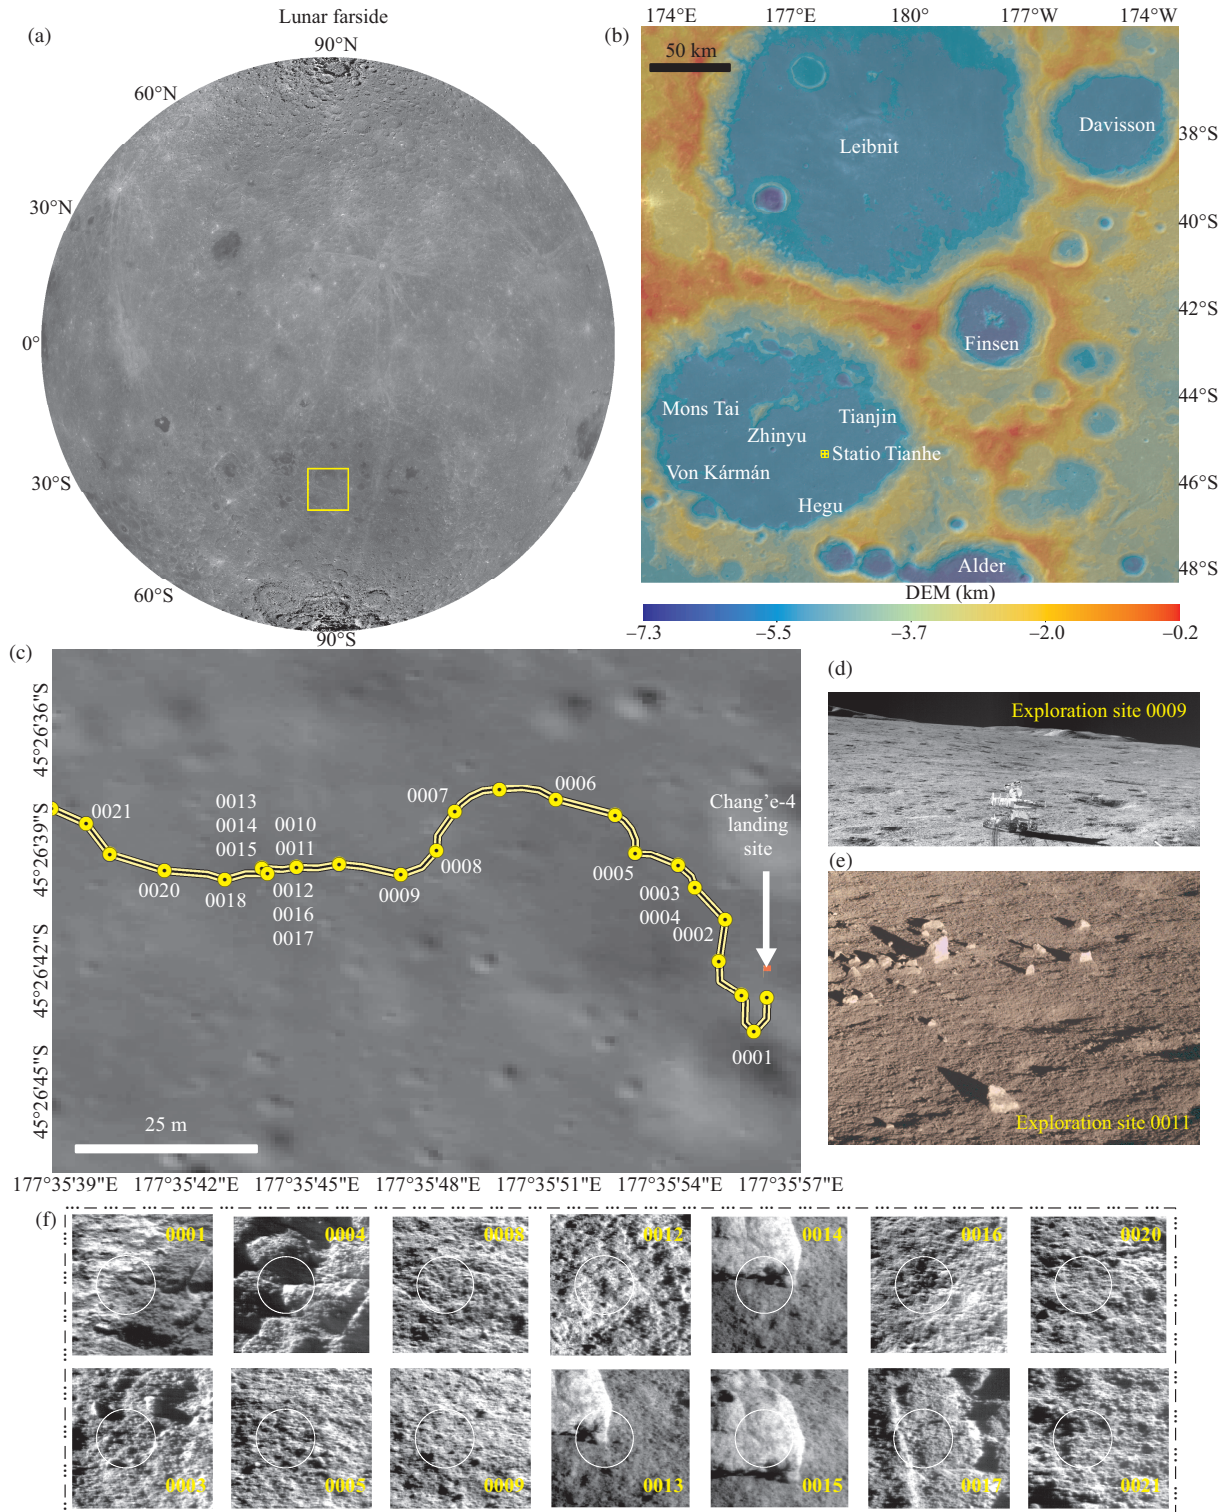 Lunar farside
(a)
90°N
60°N
30°N
0°
30°S
60°S
90°S
(b)
174°E 177°E 180° 177°W 174°W
50 km
Davisson
38°S
Leibnit
40°S
42°S
Finsen
44°S
Mons Tai
Tianjin
Zhinyu
Statio Tianhe
Von Kármán
46°S
Hegu
Alder
48°S
DEM (km)
−7.3 −5.5 −3.7 −2.0 −0.2
(c)
45°26'36"S
45°26'39"S
45°26'42"S
45°26'45"S
0021
0013
0014
0015
0010
0011
0007
0006
Chang'e-4
landing
site
0020
0018
0012
0016
0017
0009
0008
0005
0003
0004
0002
0001
25 m
177°35'39"E 177°35'42"E 177°35'45"E 177°35'48"E 177°35'51"E 177°35'54"E 177°35'57"E
(d)
Exploration site 0009
(e)
Exploration site 0011
(f)
0001 0004 0008 0012 0014 0016 0020
0003 0005 0009 0013 0015 0017 0021